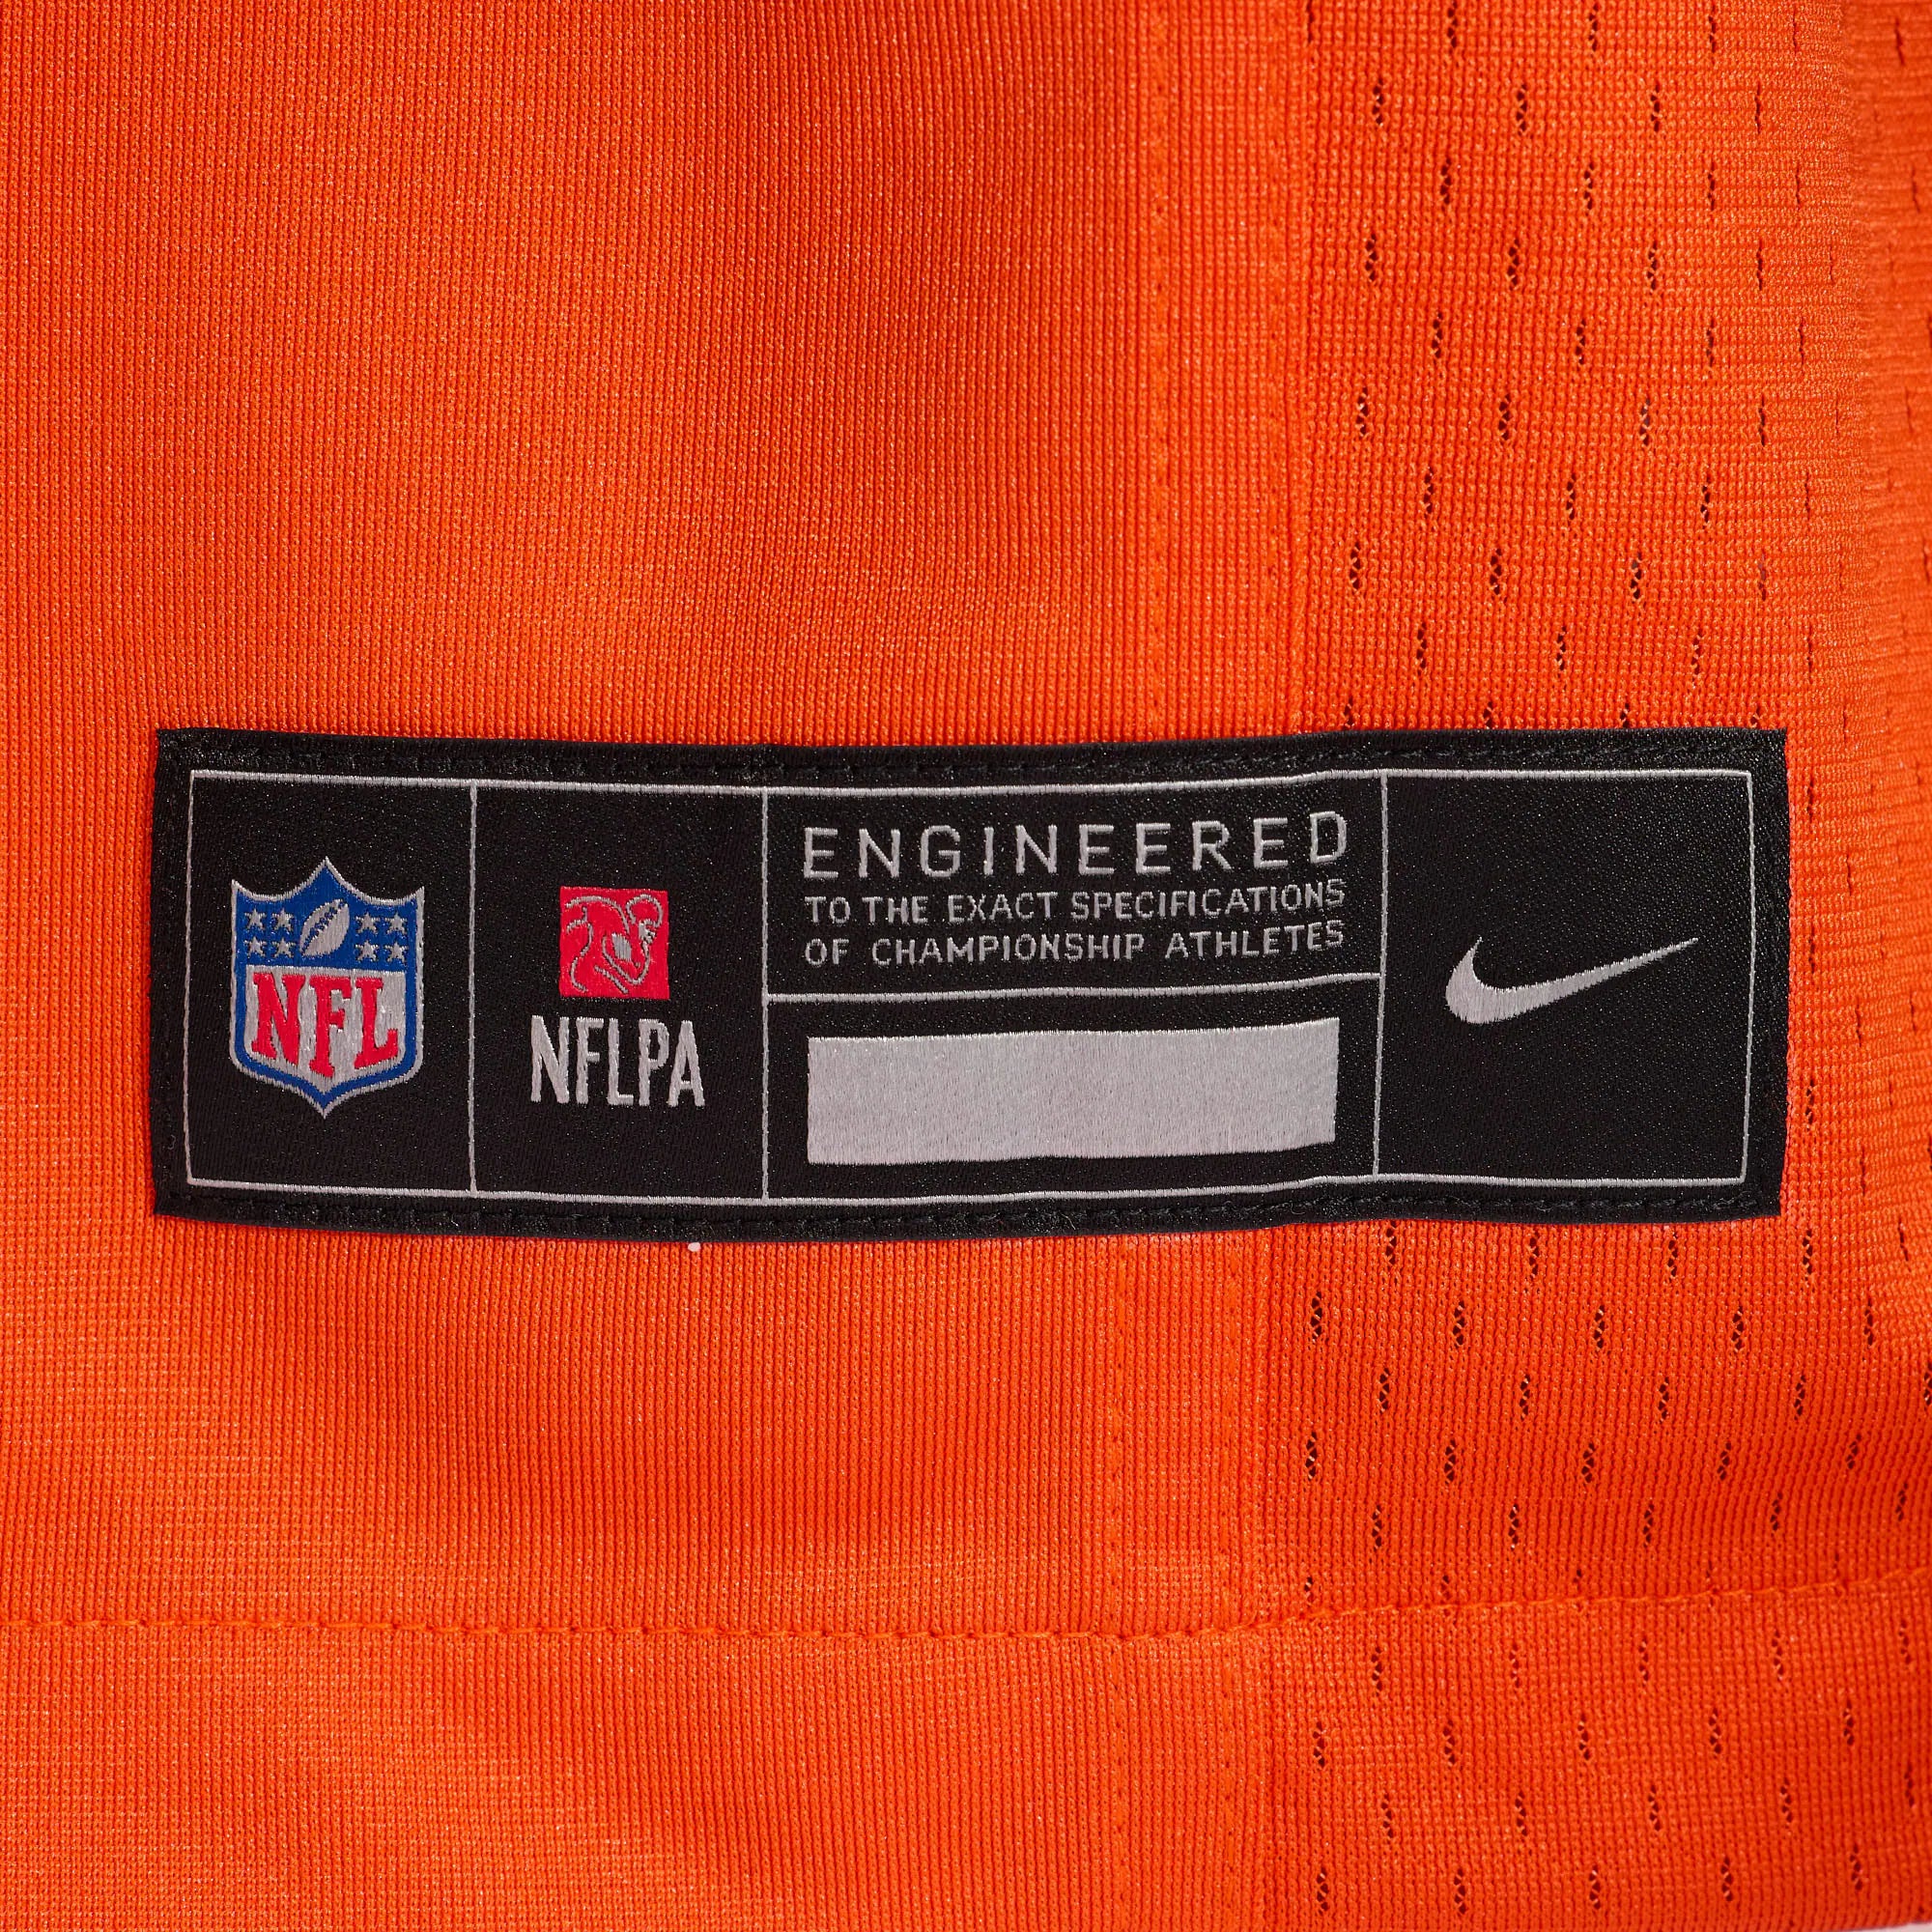 NFL
NFLPA
ENGINEERED
TO THE EXACT SPECIFICATIONS
OF CHAMPIONSHIP ATHLETES